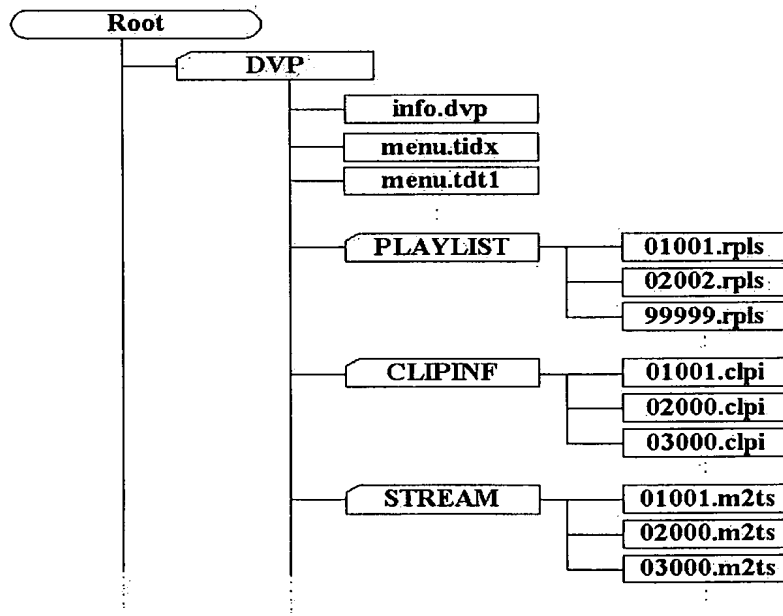 Root
DVP
info.dvp
menu.tidx
menu.tdt1
PLAYLIST
01001.rpls
02002.rpls
99999.rpls
CLIPINF
01001.clpi
02000.clpi
03000.clpi
STREAM
01001.m2ts
02000.m2ts
03000.m2ts